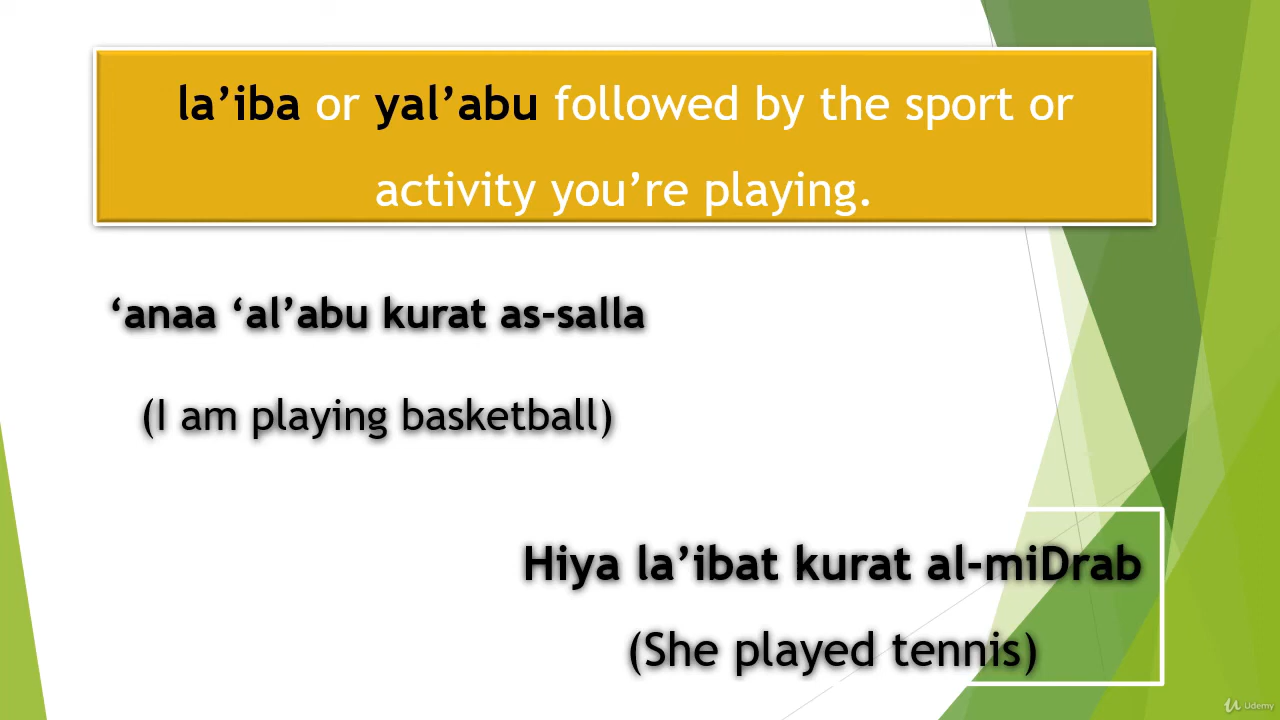 la’iba or yal’abu followed by the sport or
activity you’re playing.
‘anaa ‘al’abu kurat as-salla
(I am playing basketball)
Hiya la’ibat kurat al-miDrab
(She played tennis)
Udemy